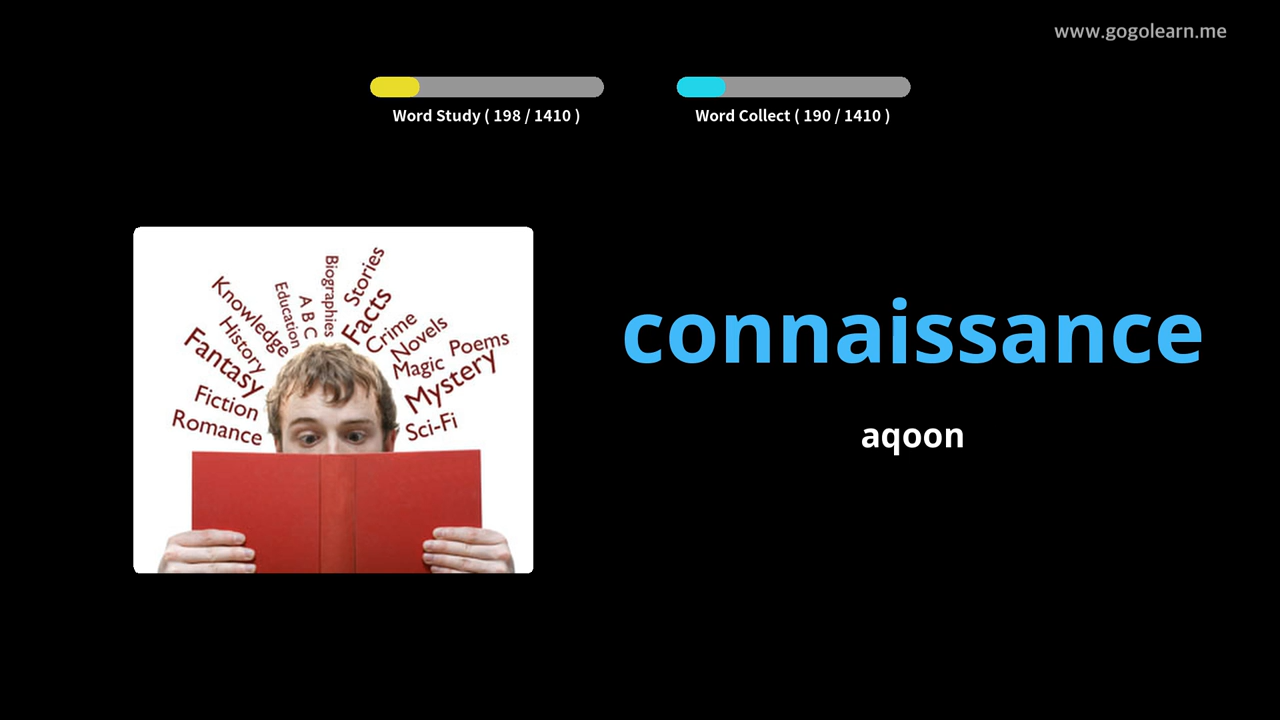 www.gogolearn.me
Word Study ( 198 / 1410 )
Word Collect ( 190 / 1410 )
Biographies
Stories
Education
A B C
Facts
Knowledge
History
Crime
Novels
Fantasy
Magic
Poems
Mystery
Fiction
Romance
Sci-Fi
connaissance
aqoon